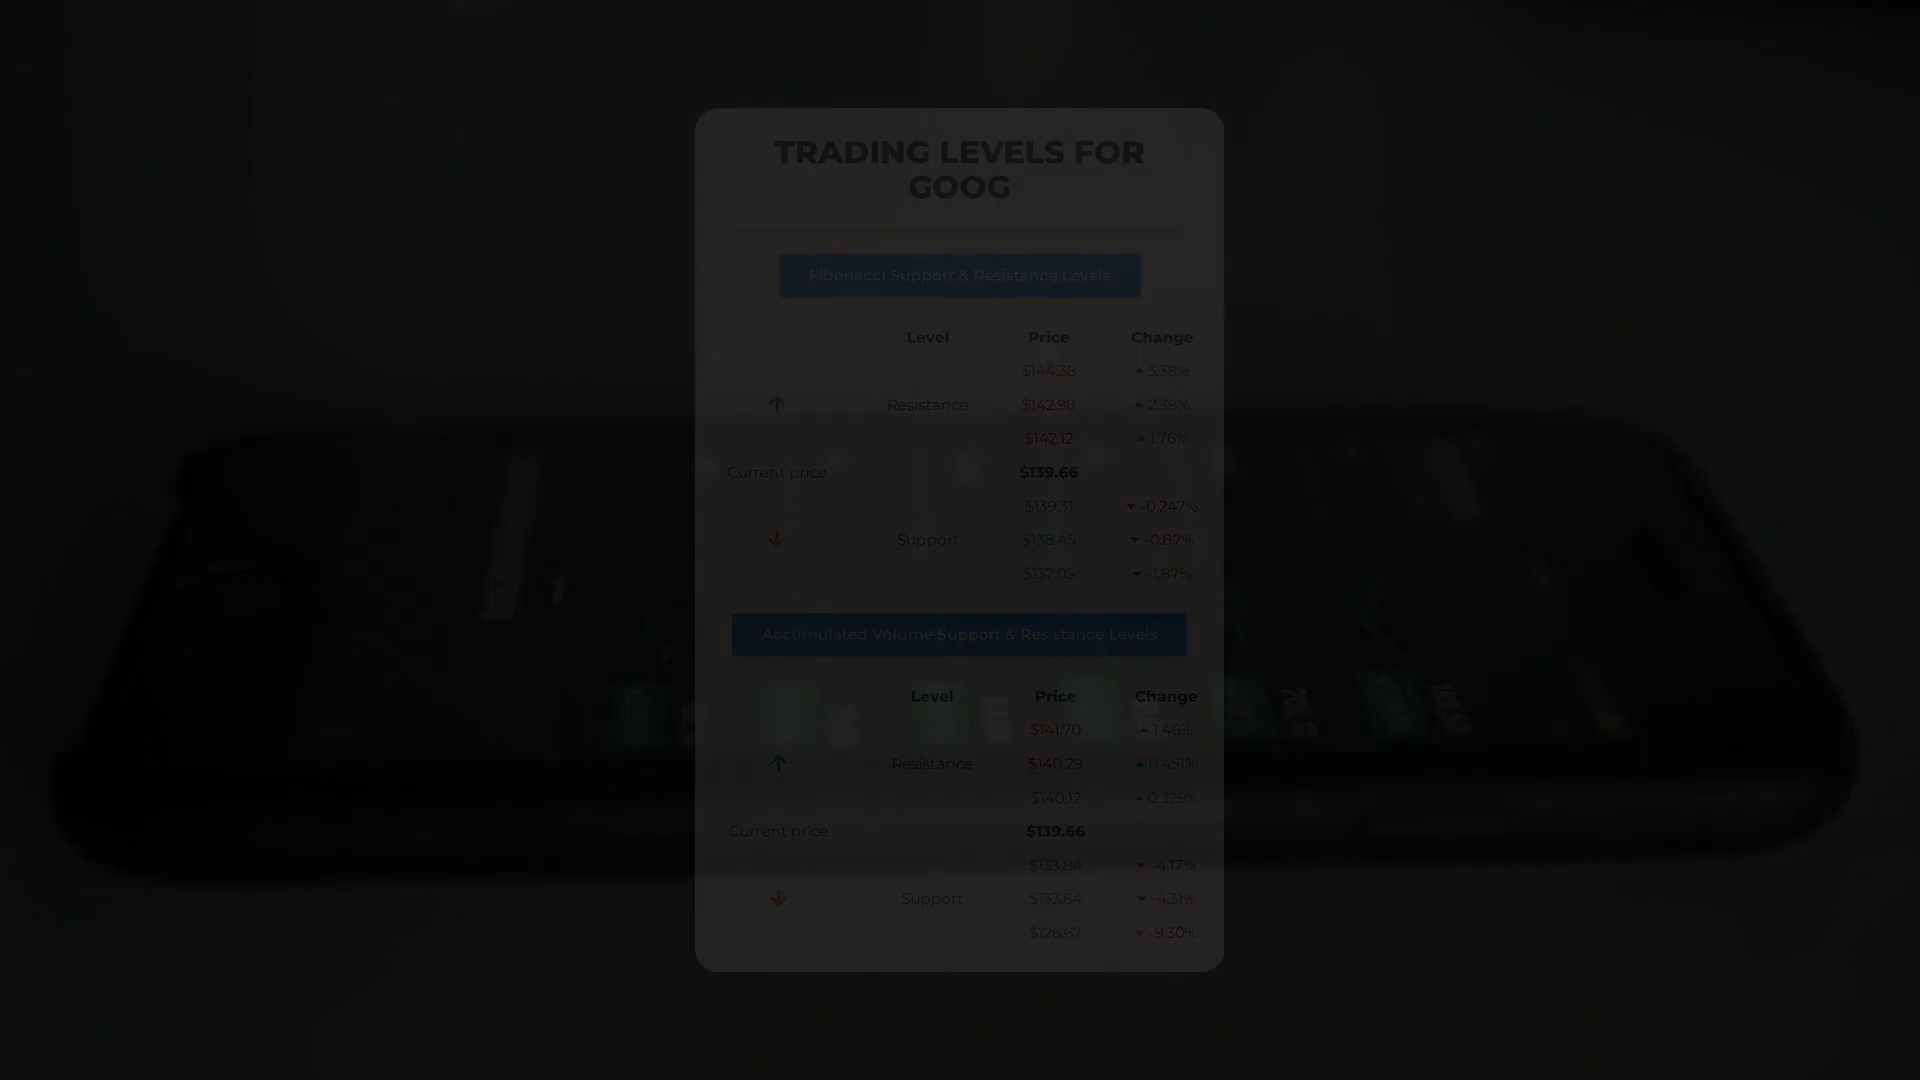 TRADING LEVELS FOR
GOOG
Fibonacci Support & Resistance Levels
Level Price Change
$144.38 3.38%
Resistance $142.98 2.38%
$142.12 1.76%
Current price $139.66
$139.31 -0.247%
Support $138.45 -0.87%
$137.05 -1.87%
Accumulated Volume Support & Resistance Levels
Level Price Change
$141.70 1.46%
Resistance $140.29 0.451%
$140.12 0.329%
Current price $139.66
$133.84 -4.17%
Support $133.64 -4.31%
$126.67 -9.30%